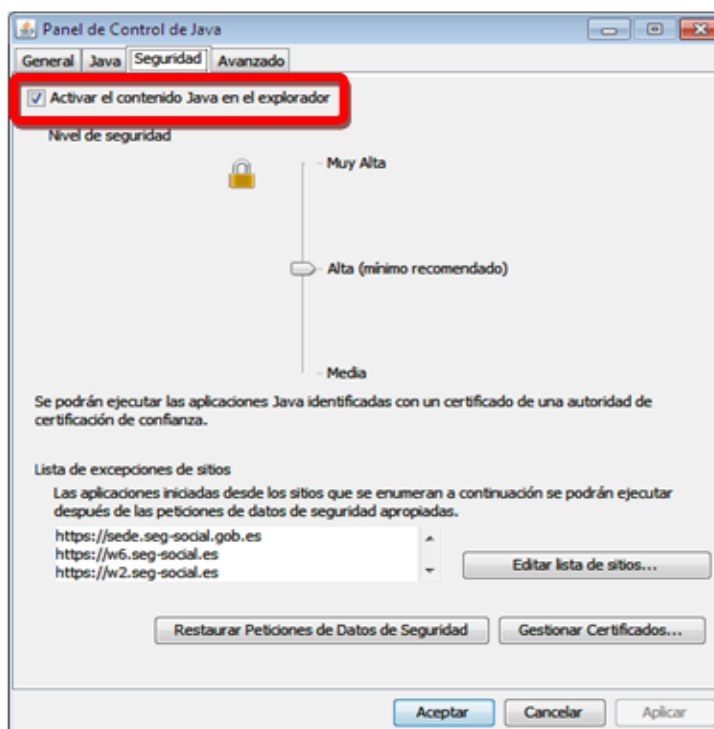 Panel de Control de Java
General Java Seguridad Avanzado
Activar el contenido Java en el explorador
Nivel de seguridad
Muy Alta
Alta (mínimo recomendado)
Media
Se podrán ejecutar las aplicaciones Java identificadas con un certificado de una autoridad de
certificación de confianza.
Lista de excepciones de sitios
Las aplicaciones iniciadas desde los sitios que se enumeran a continuación se podrán ejecutar
después de las peticiones de datos de seguridad apropiadas.
https://sede.seg-social.gob.es
https://w6.seg-social.es
https://w2.seg-social.es
Editar lista de sitios...
Restaurar Peticiones de Datos de Seguridad Gestionar Certificados...
Aceptar Cancelar Aplicar